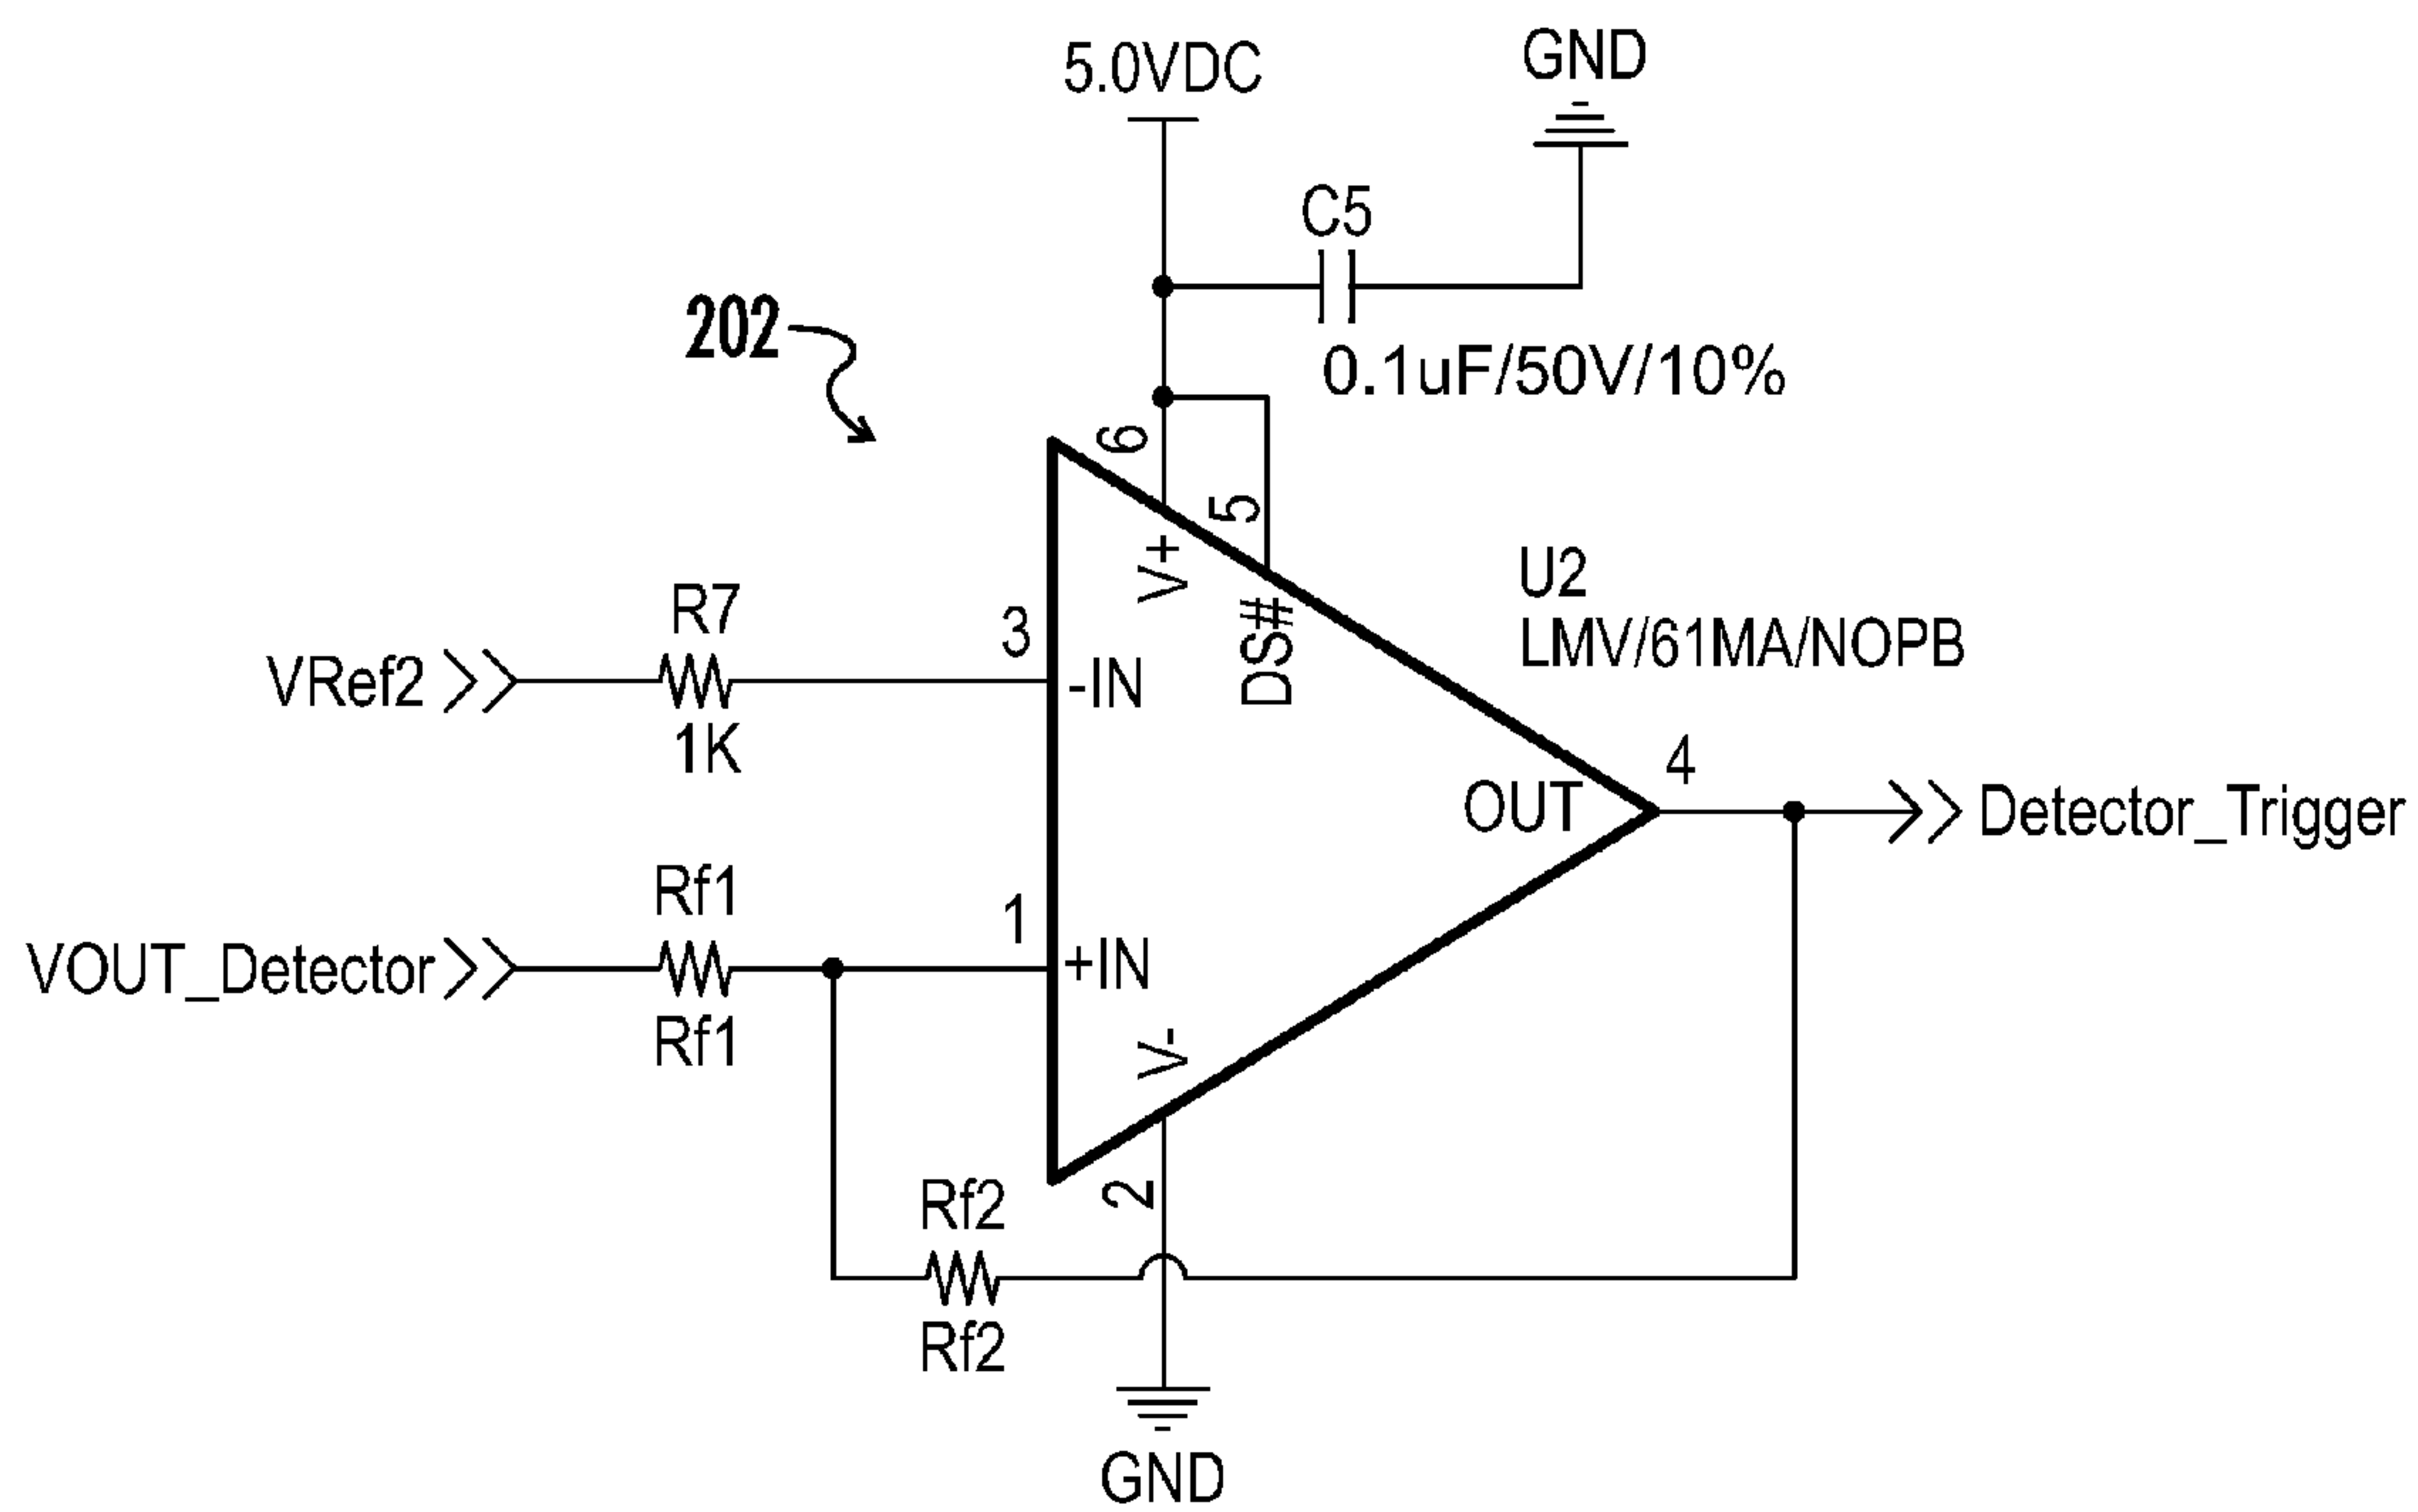 5.0VDC
GND
C5
0.1uF/50V/10%
202
6
5
V+
DS#
U2
LMV/61MA/NOPB
R7
3
VRef2
-IN
1K
4
OUT
Detector_Trigger
Rf1
1
VOUT_Detector
+IN
Rf1
V-
2
Rf2
Rf2
GND